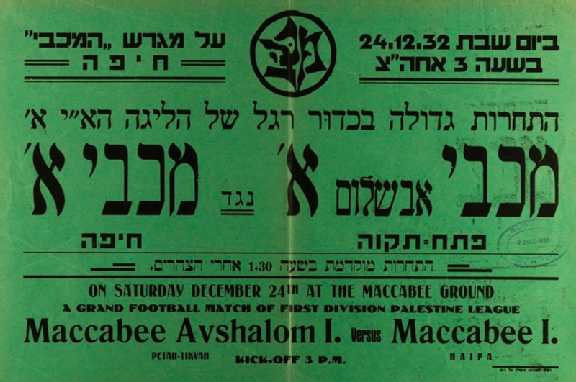 ביום שבת 24.12.32
בשעה 3 אחה"צ
על מגרש „המכבי"
חיפה
התחרות גדולה בכדור רגל של הליגה הא"י א'
מכבי אבשלום א' נגד מכבי א'
פתח-תקוה חיפה
התחרות מוקדמת בשעה 1.30 אחרי הצהרים.
ON SATURDAY DECEMBER 24TH AT THE MACCABEE GROUND
A GRAND FOOTBALL MATCH OF FIRST DIVISION PALESTINE LEAGUE
Maccabee Avshalom I. Versus Maccabee I.
PETAH-TIKVAH HAIFA
KICK-OFF 3 P.M.